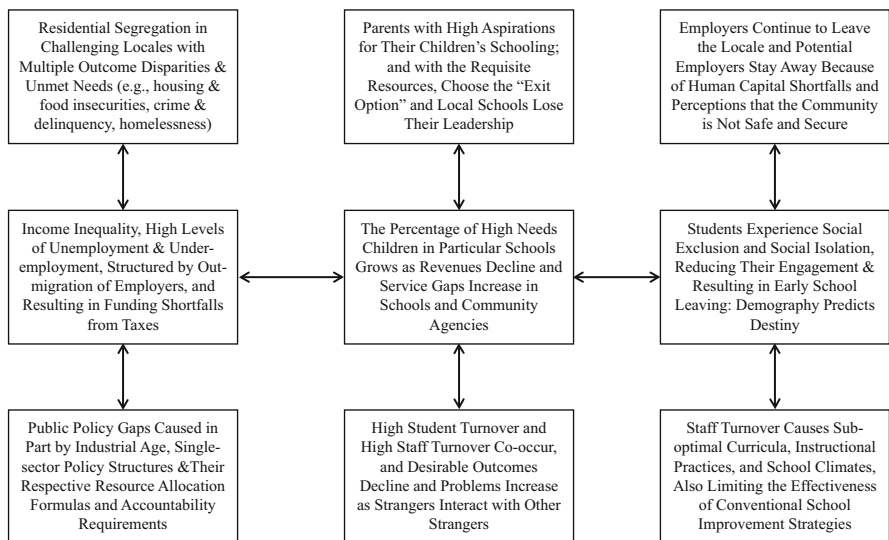 Residential Segregation in
Challenging Locales with
Multiple Outcome Disparities &
Unmet Needs (e.g., housing &
food insecurities, crime &
delinquency, homelessness)
Parents with High Aspirations
for Their Children's Schooling;
and with the Requisite
Resources, Choose the “Exit
Option” and Local Schools Lose
Their Leadership
Employers Continue to Leave
the Locale and Potential
Employers Stay Away Because
of Human Capital Shortfalls and
Perceptions that the Community
is Not Safe and Secure
Income Inequality, High Levels
of Unemployment & Under-
employment, Structured by Out-
migration of Employers, and
Resulting in Funding Shortfalls
from Taxes
The Percentage of High Needs
Children in Particular Schools
Grows as Revenues Decline and
Service Gaps Increase in
Schools and Community
Agencies
Students Experience Social
Exclusion and Social Isolation,
Reducing Their Engagement &
Resulting in Early School
Leaving: Demography Predicts
Destiny
Public Policy Gaps Caused in
Part by Industrial Age, Single-
sector Policy Structures &Their
Respective Resource Allocation
Formulas and Accountability
Requirements
High Student Turnover and
High Staff Turnover Co-occur,
and Desirable Outcomes
Decline and Problems Increase
as Strangers Interact with Other
Strangers
Staff Turnover Causes Sub-
optimal Curricula, Instructional
Practices, and School Climates,
Also Limiting the Effectiveness
of Conventional School
Improvement Strategies